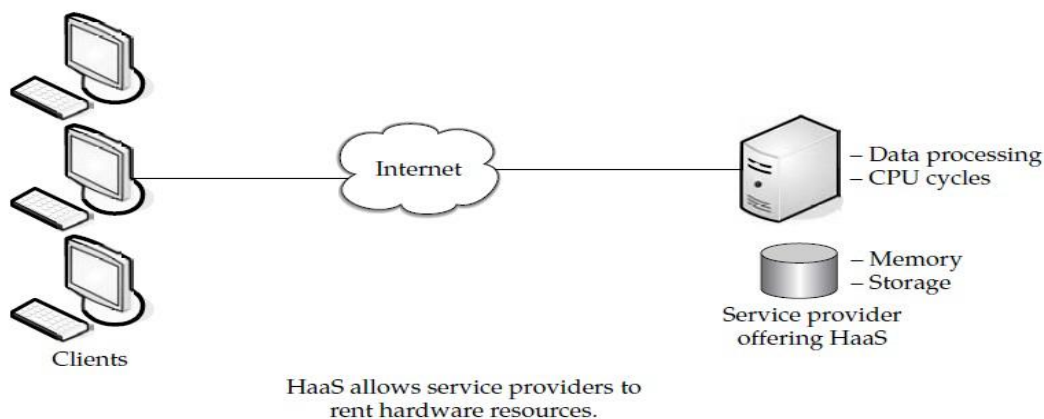 Internet
– Data processing
– CPU cycles
– Memory
– Storage
Service provider
offering HaaS
Clients
HaaS allows service providers to
rent hardware resources.